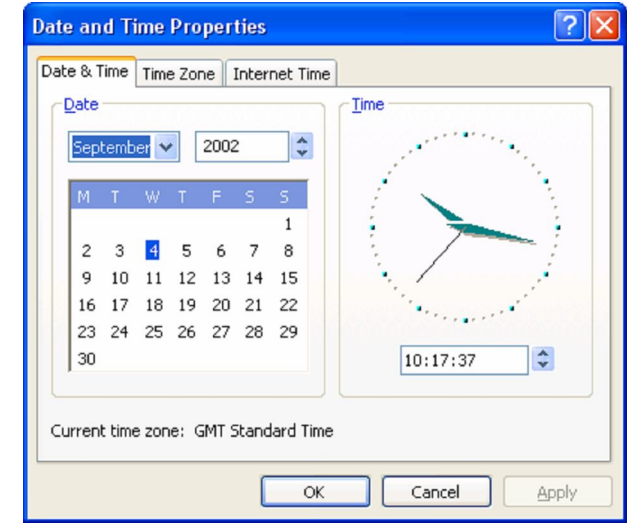 Date and Time Properties
Date & Time Time Zone Internet Time
Date
September 2002
M T W T F S S
1
2 3 4 5 6 7 8
9 10 11 12 13 14 15
16 17 18 19 20 21 22
23 24 25 26 27 28 29
30
Time
10:17:37
Current time zone: GMT Standard Time
OK Cancel Apply